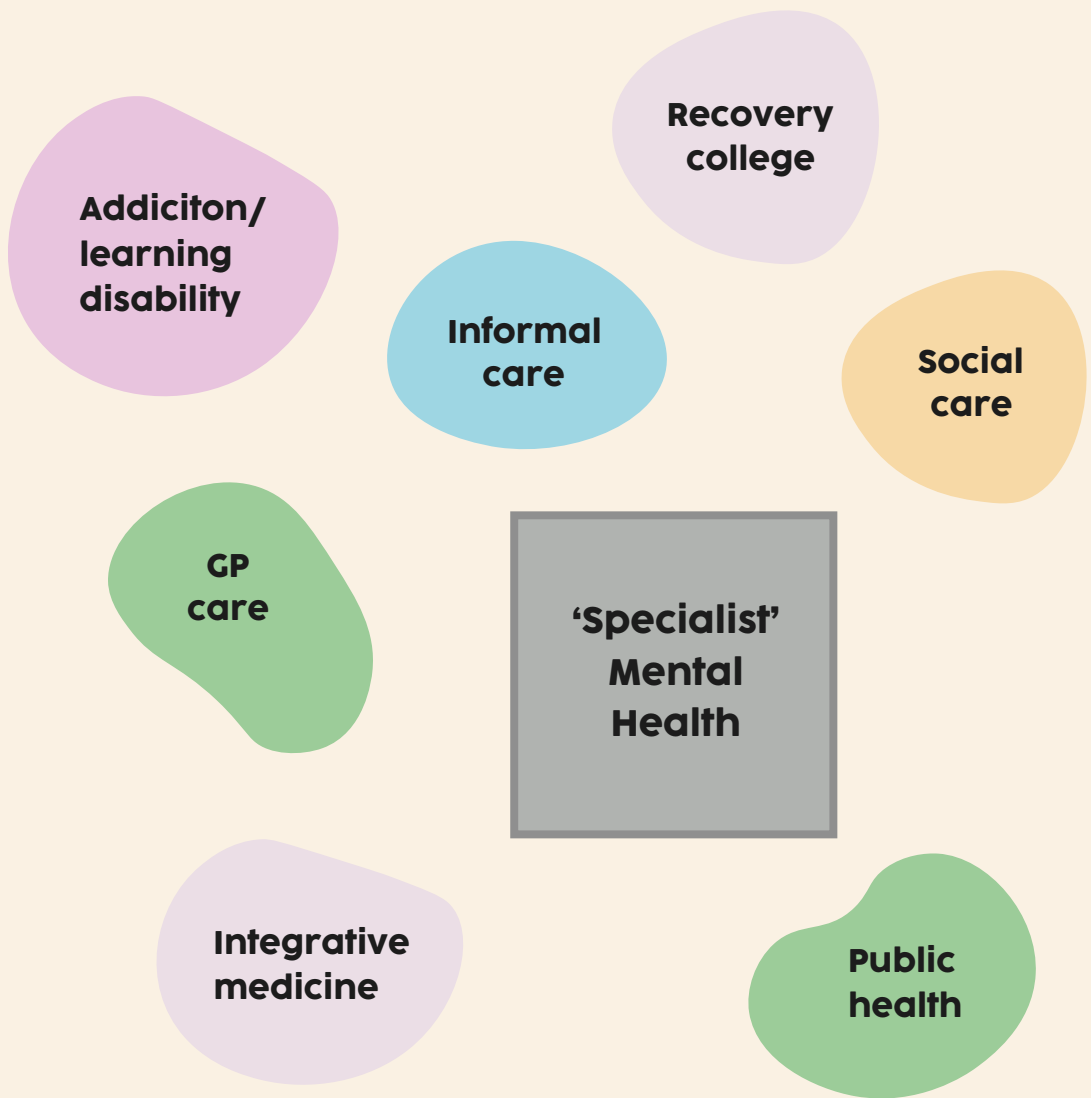 Recovery
college
Addiciton/
learning
disability
Informal
care
Social
care
GP
care
‘Specialist’
Mental
Health
Integrative
medicine
Public
health